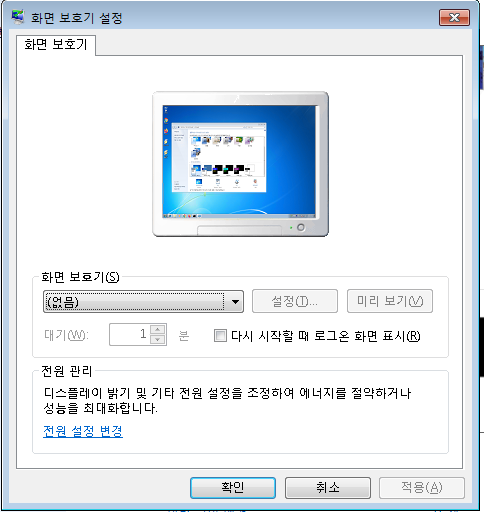 화면 보호기 설정
화면 보호기
화면 보호기(S)
(없음)
설정(T)...
미리 보기(V)
대기(W):
1
분
다시 시작할 때 로그온 화면 표시(R)
전원 관리
디스플레이 밝기 및 기타 전원 설정을 조정하여 에너지를 절약하거나
성능을 최대화합니다.
전원 설정 변경
확인
취소
적용(A)